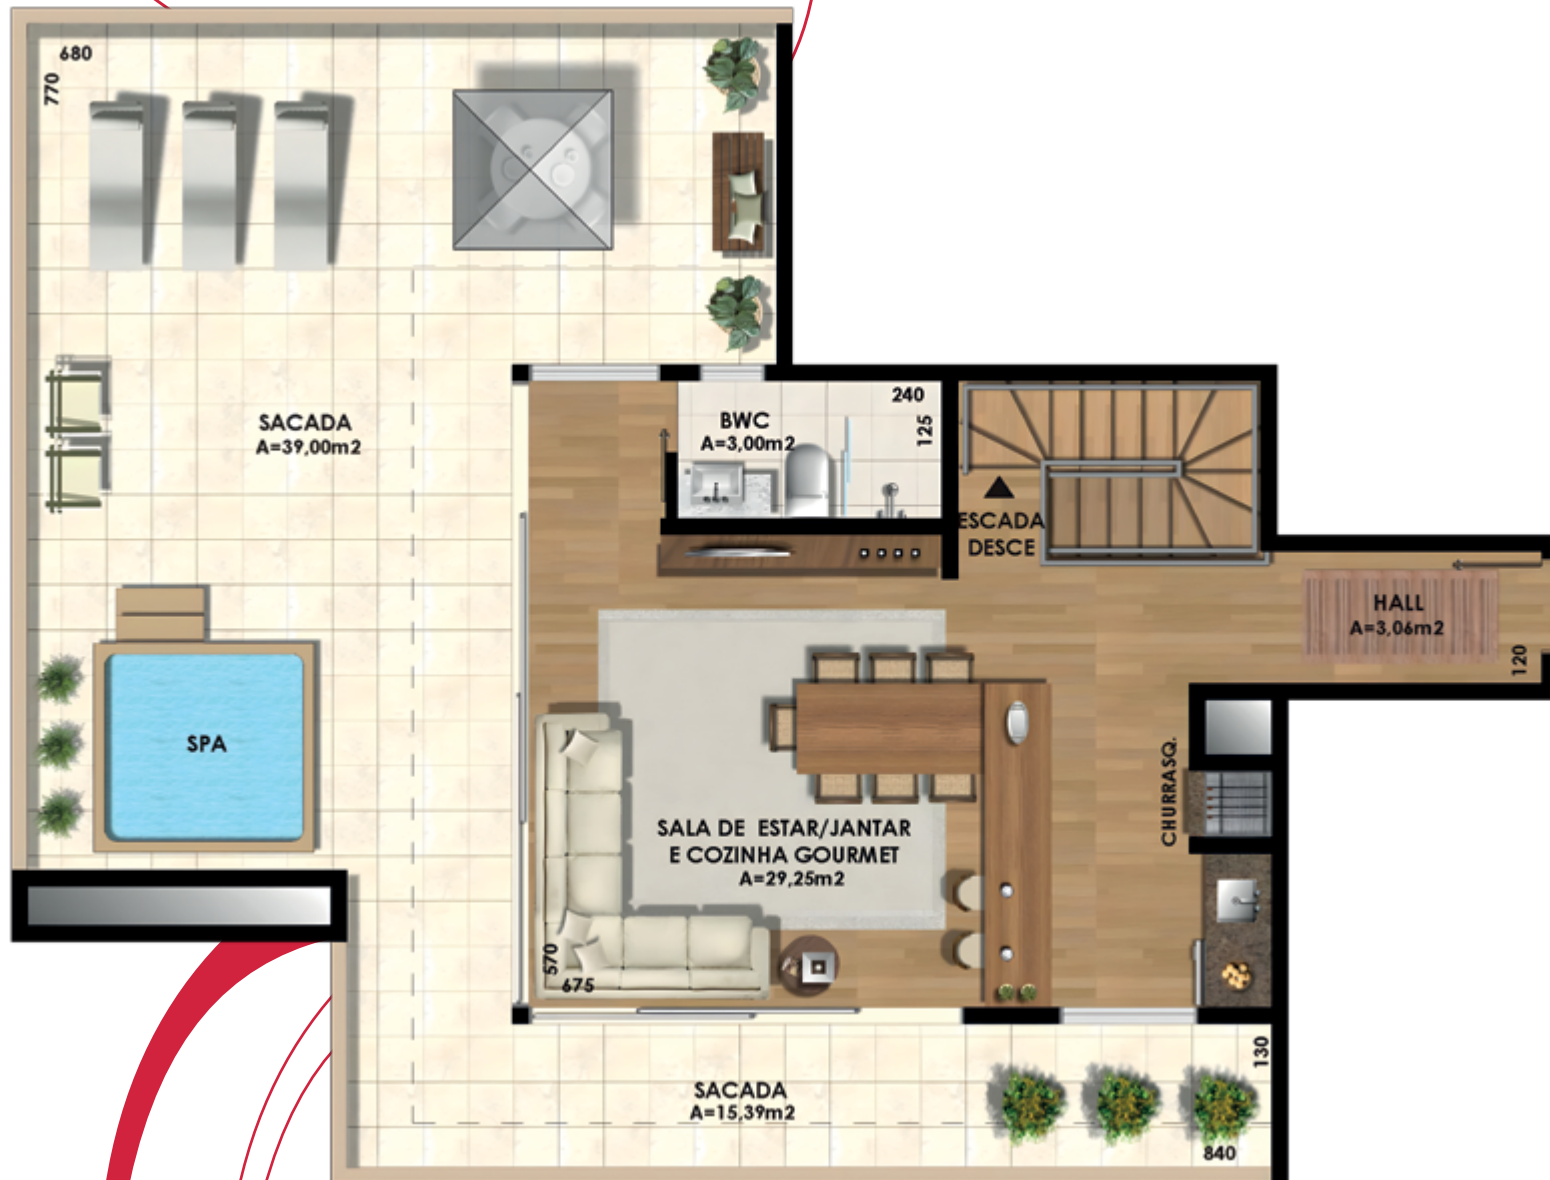 680
770
SACADA
A=39,00m2
BWC
A=3,00m2
240
125
ESCADA
DESCE
HALL
A=3,06m2
120
SPA
CHURRASQ.
SALA DE ESTAR/JANTAR
E COZINHA GOURMET
A=29,25m2
570
675
SACADA
A=15,39m2
130
840